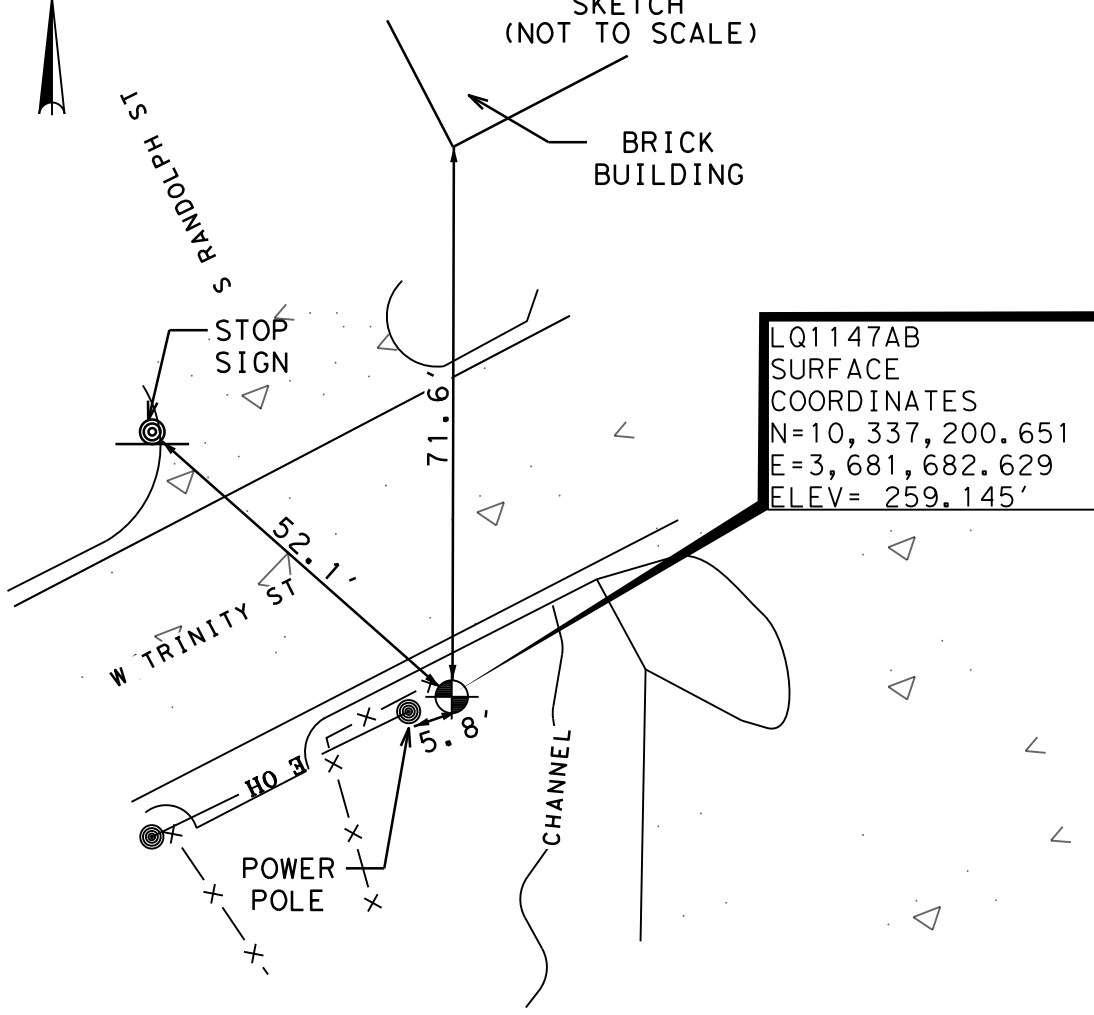 SKETCH
(NOT TO SCALE)
BRICK
BUILDING
S RANDOLPH ST
STOP
SIGN
71.6'
LQ1147AB
SURFACE
COORDINATES
N=10,337,200.651
E=3,681,682.629
ELEV= 259.145'
52.1'
W TRINITY ST
5.8'
E OH
CHANNEL
POWER
POLE